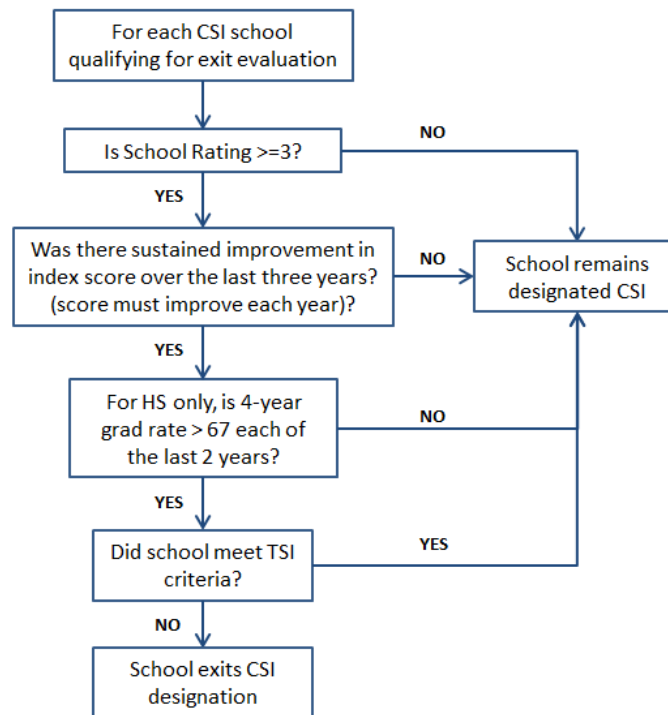 For each CSI school
qualifying for exit evaluation
NO
Is School Rating >=3?
YES
Was there sustained improvement in
index score over the last three years?
(score must improve each year)?
NO
School remains
designated CSI
YES
For HS only, is 4-year
grad rate > 67 each of
the last 2 years?
NO
YES
Did school meet TSI
criteria?
YES
NO
School exits CSI
designation